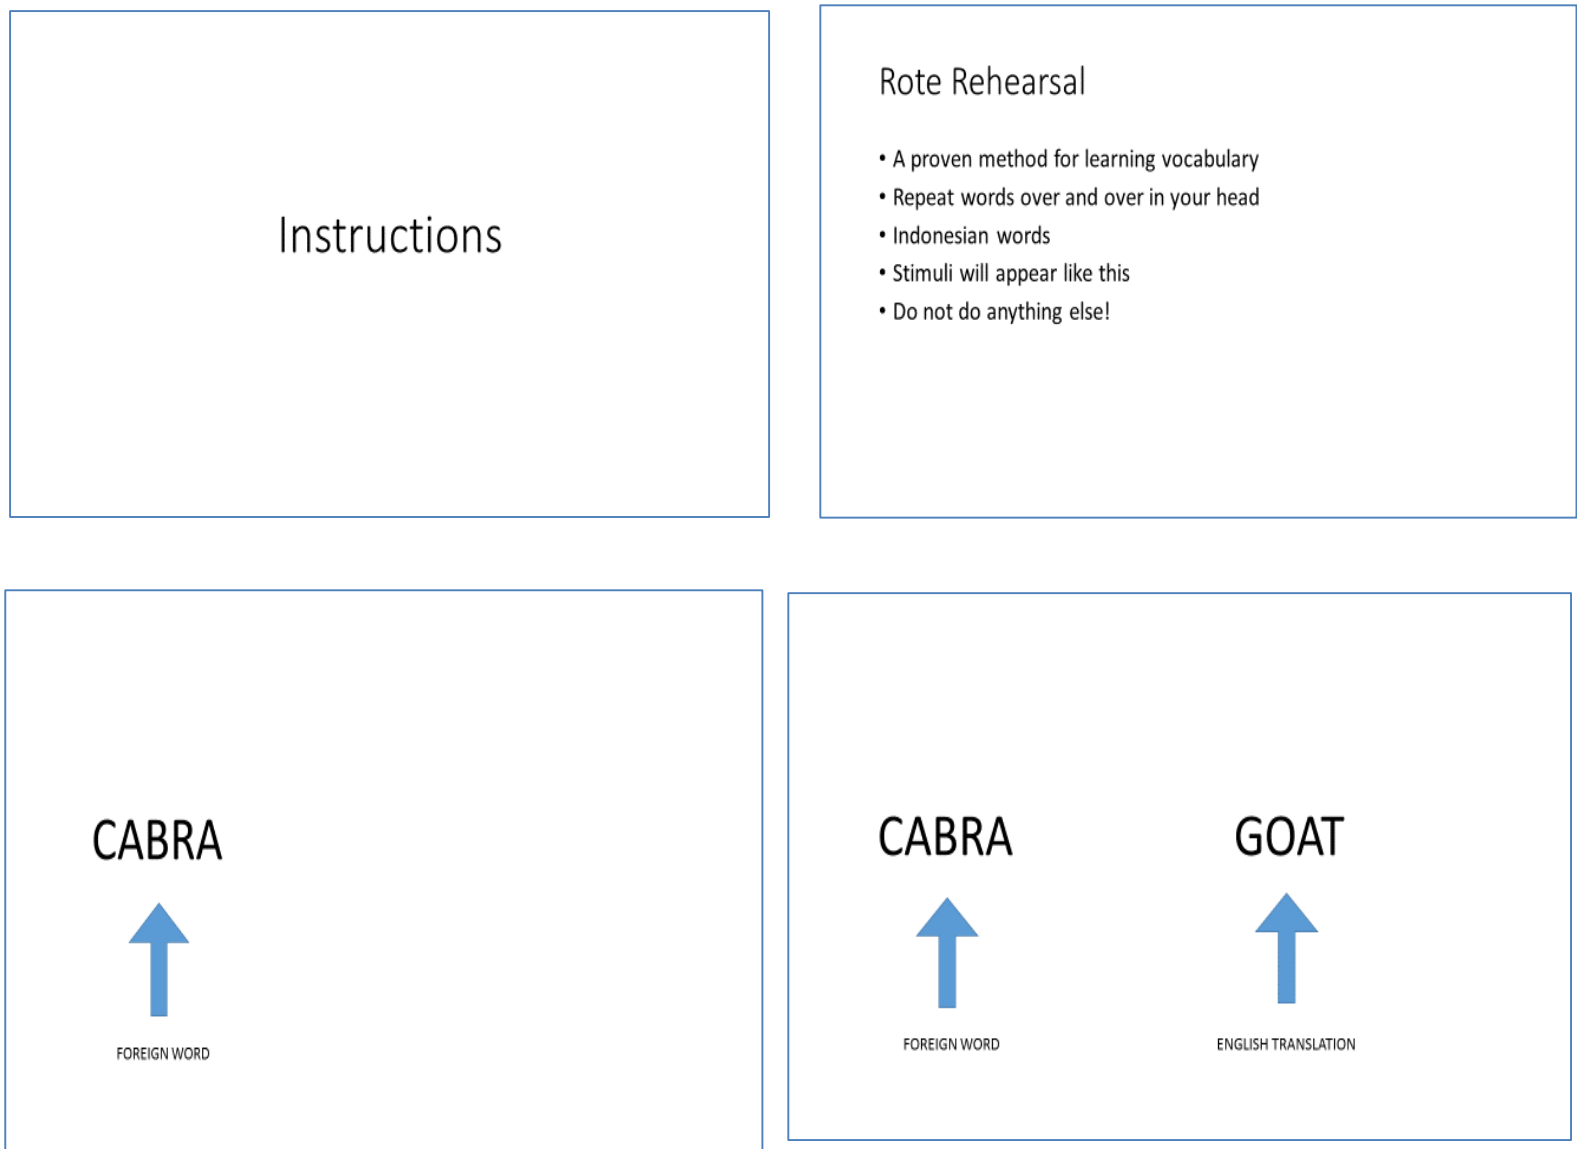 Instructions
Rote Rehearsal
• A proven method for learning vocabulary
• Repeat words over and over in your head
• Indonesian words
• Stimuli will appear like this
• Do not do anything else!
CABRA
FOREIGN WORD
CABRA GOAT
FOREIGN WORD ENGLISH TRANSLATION